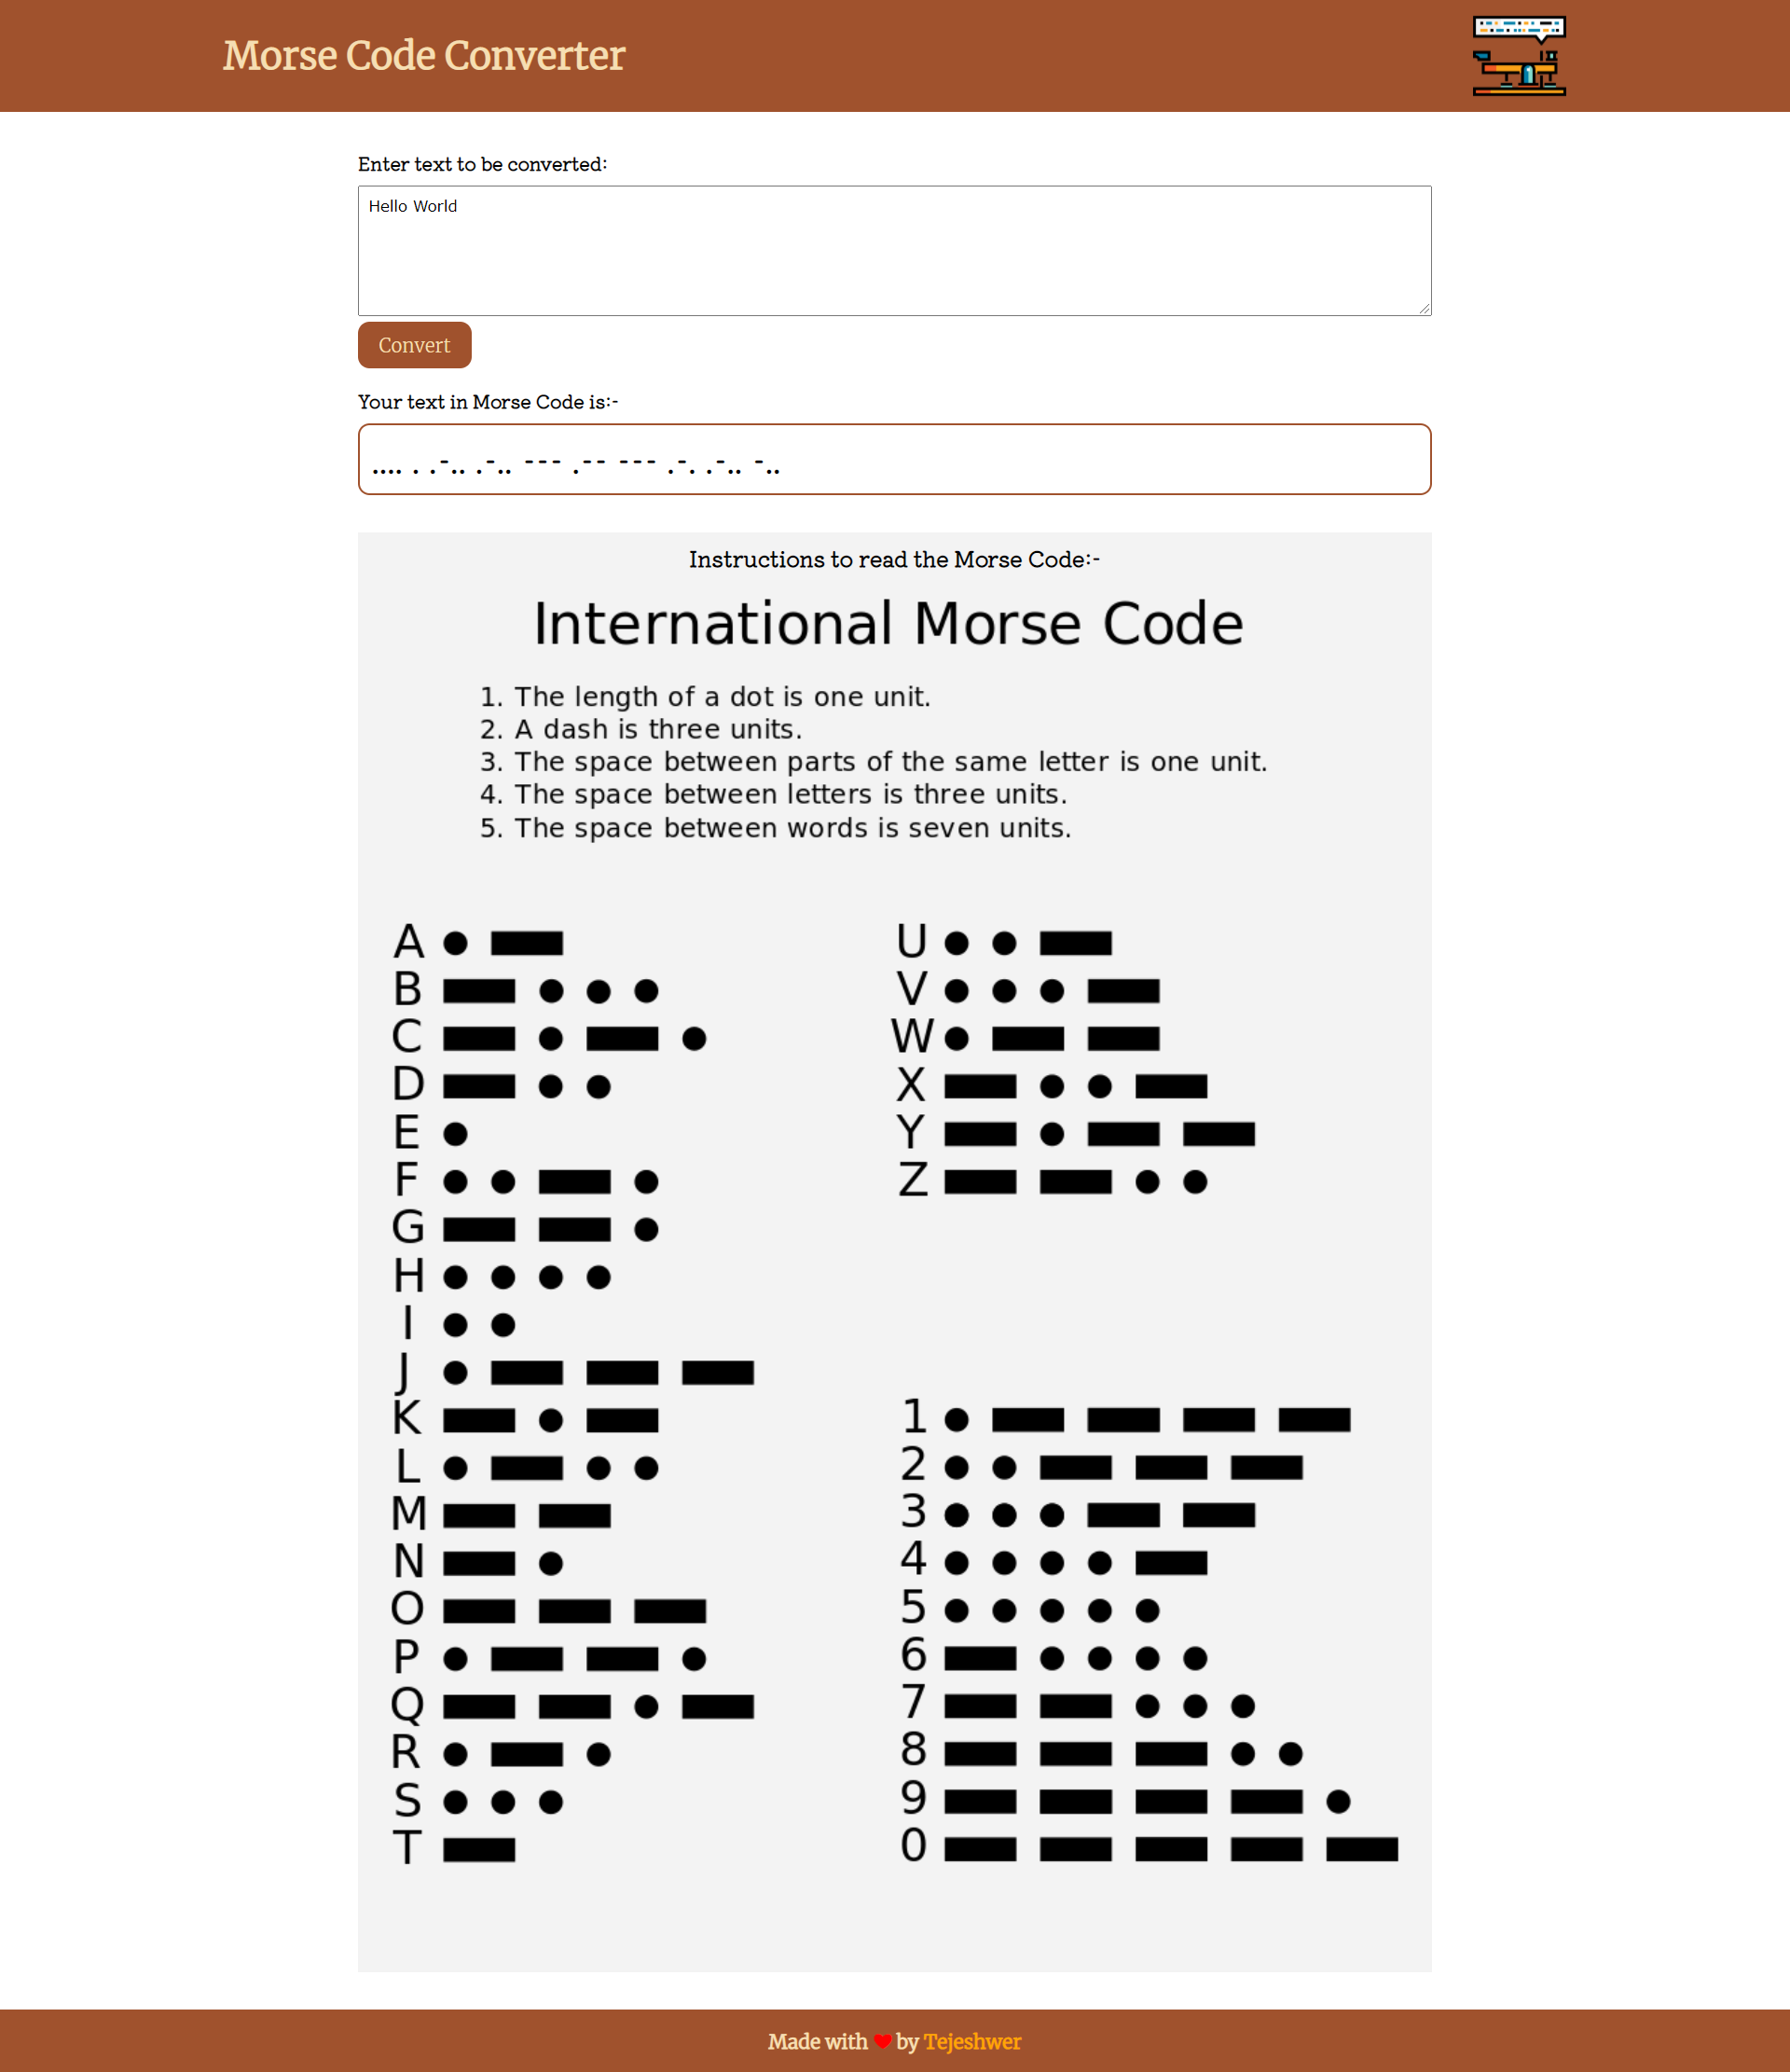 Morse Code Converter
Enter text to be converted:
Hello World
Convert
Your text in Morse Code is:-
.... . .-.. .-.. --- .-- --- .-. .-.. -..
Instructions to read the Morse Code:-
International Morse Code
1. The length of a dot is one unit.
2. A dash is three units.
3. The space between parts of the same letter is one unit.
4. The space between letters is three units.
5. The space between words is seven units.
A
B
C
D
E
F
G
H
I
J
K
L
M
N
O
P
Q
R
S
T
U
V
W
X
Y
Z
1
2
3
4
5
6
7
8
9
0
Made with ❤ by Tejeshwer